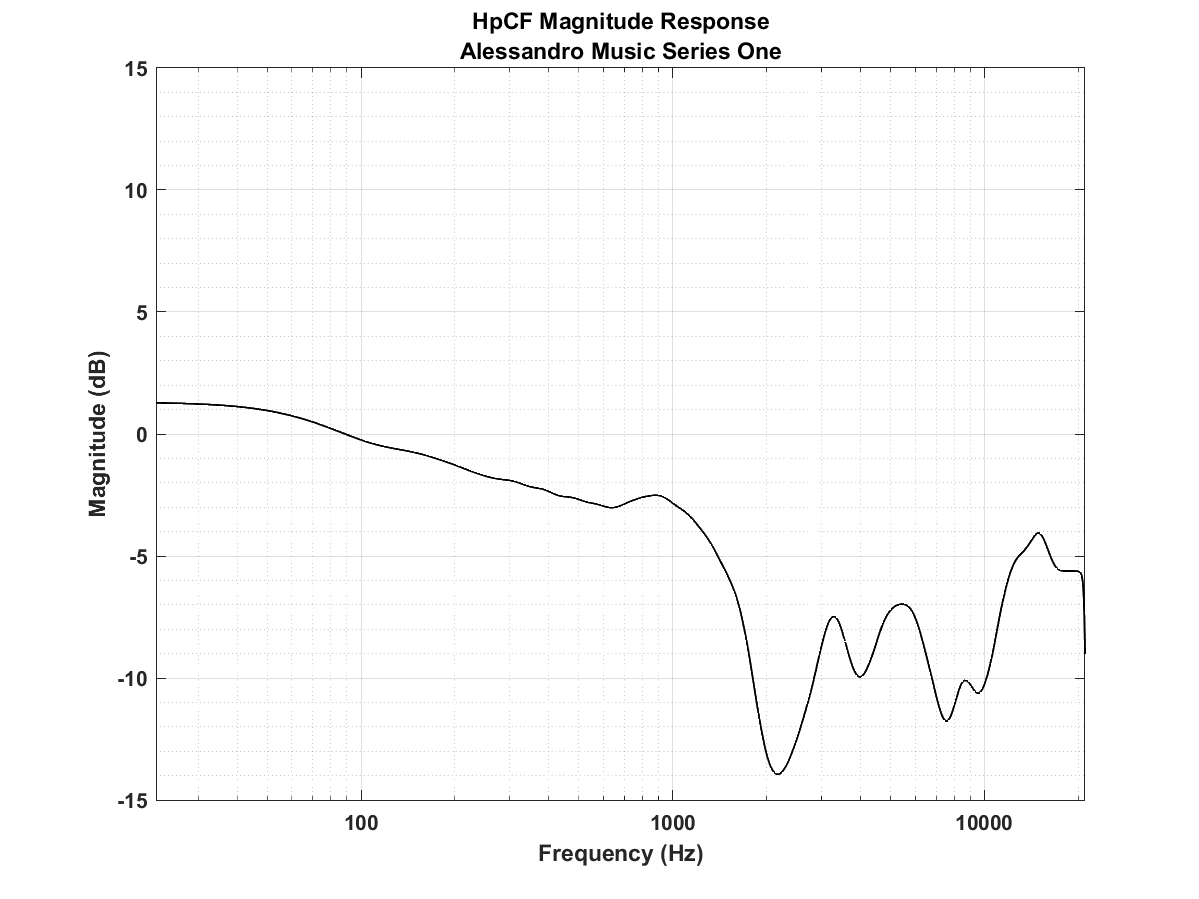 HpCF Magnitude Response
Alessandro Music Series One
15
10
5
0
-5
-10
-15
Magnitude (dB)
100
1000
10000
Frequency (Hz)